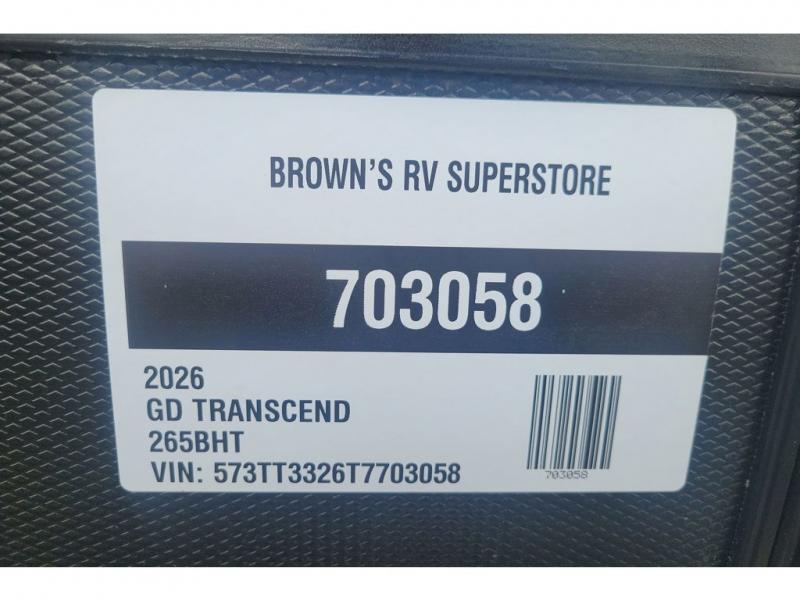 BROWN'S RV SUPERSTORE
703058
2026
GD TRANSCEND
265BHT
VIN: 573TT3326T7703058
703058